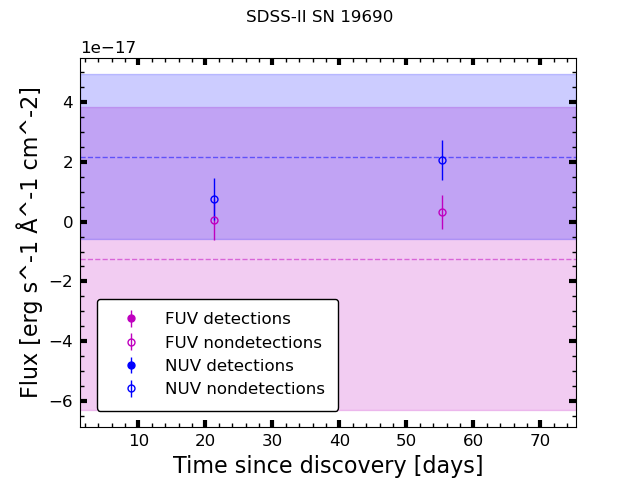 SDSS-II SN 19690
1e−17
Flux [erg s^-1 Å^-1 cm^-2]
4
2
0
−2
−4
−6
FUV detections
FUV nondetections
NUV detections
NUV nondetections
10 20 30 40 50 60 70
Time since discovery [days]